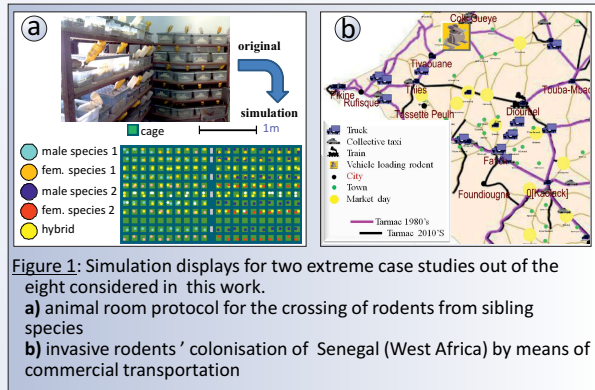 a
original
simulation
cage
1m
male species 1
fem. species 1
male species 2
fem. species 2
hybrid
b
Colk Gueye
Tivaouane
Pikine
Rufisque
Thies
Tassette Peulh
Diourbel
Touba-Mbac
Fatick
0[Kaolack]
Foundiougne
Truck
Collective taxi
Train
Vehicle loading rodent
City
Town
Market day
Tarmac 1980's
Tarmac 2010'S
Figure 1: Simulation displays for two extreme case studies out of the
eight considered in this work.
a) animal room protocol for the crossing of rodents from sibling
species
b) invasive rodents ’ colonisation of Senegal (West Africa) by means of
commercial transportation